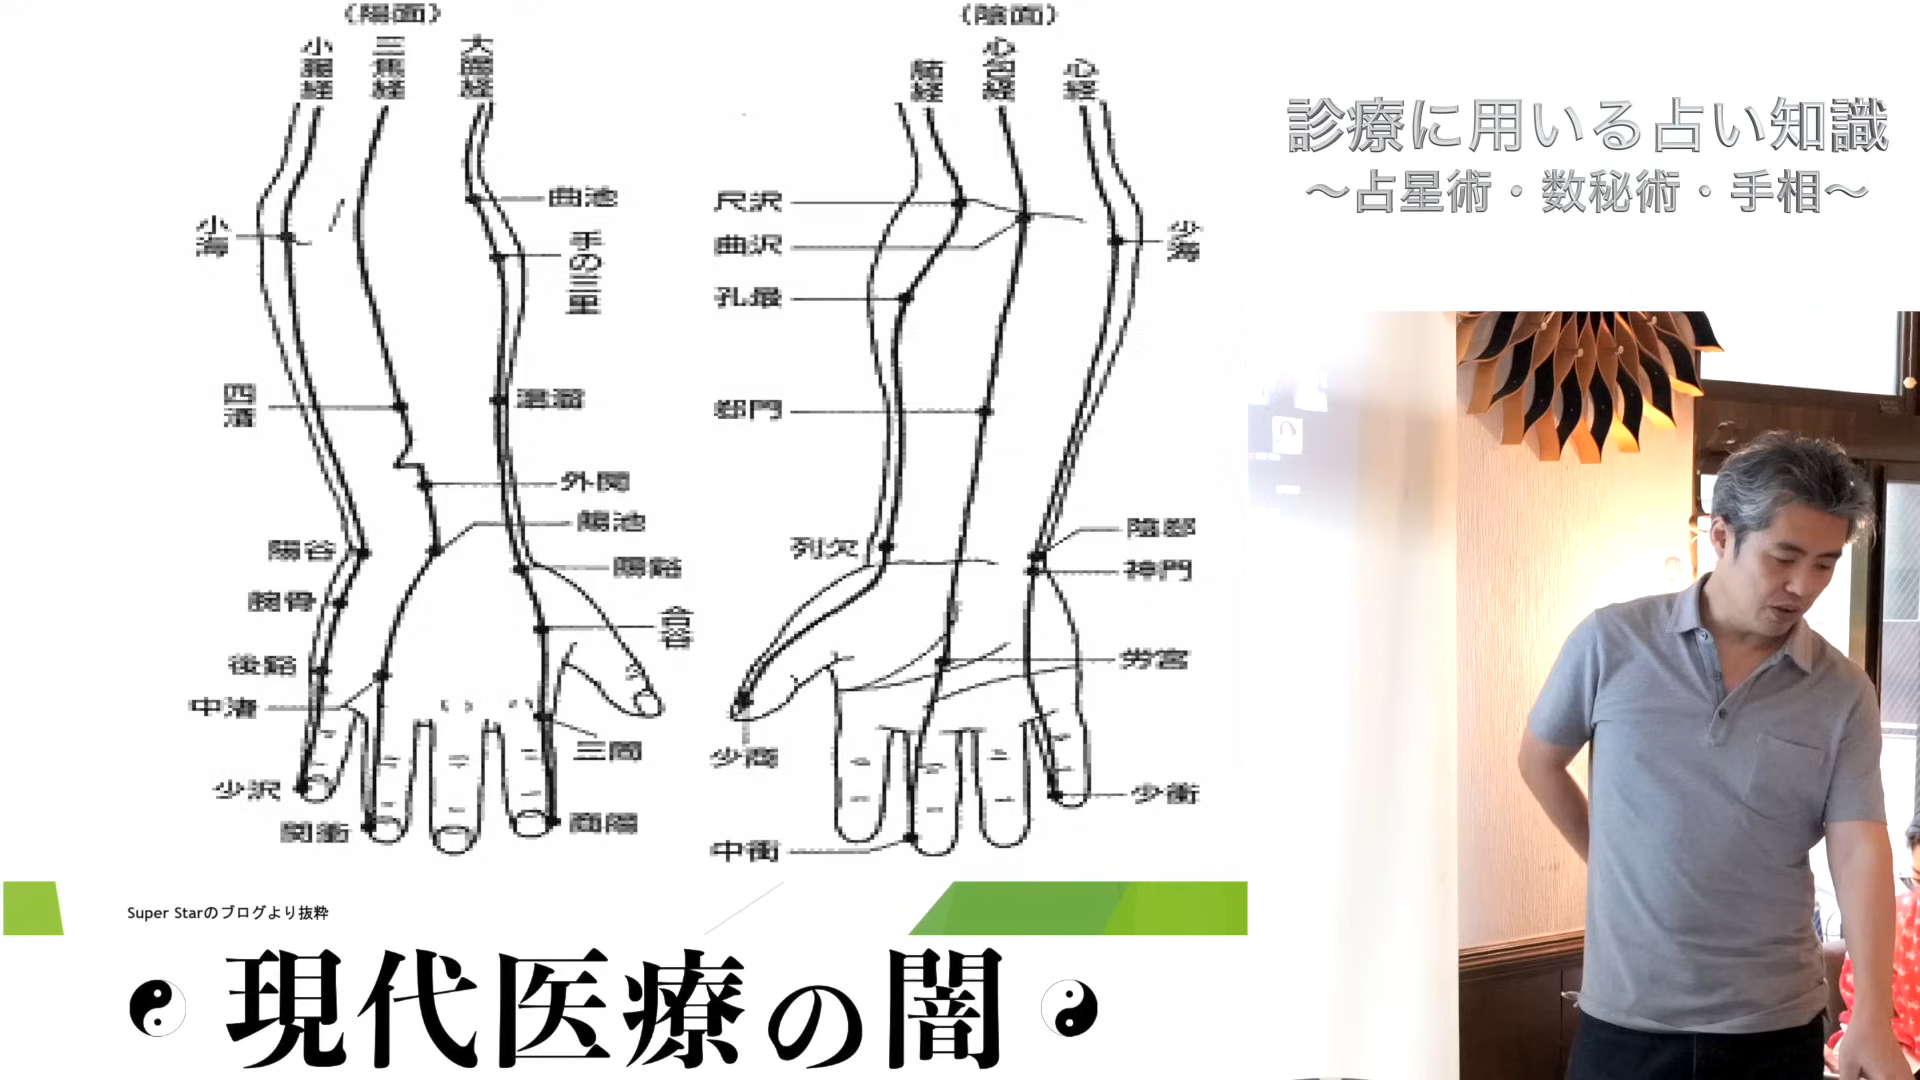 （陽面）
小腸経
三焦経
大腸経
曲池
手の三里
小海
四瀆
温溜
外関
陽池
陽谷
陽谿
腕骨
合谷
後谿
中渚
三間
少沢
関衝
商陽
（陰面）
肺経
心包経
心経
尺沢
曲沢
少海
孔最
郄門
列欠
陰郄
神門
労宮
少商
少衝
中衝
診療に用いる占い知識
～占星術・数秘術・手相～
Super Starのブログより抜粋
現代医療の闇